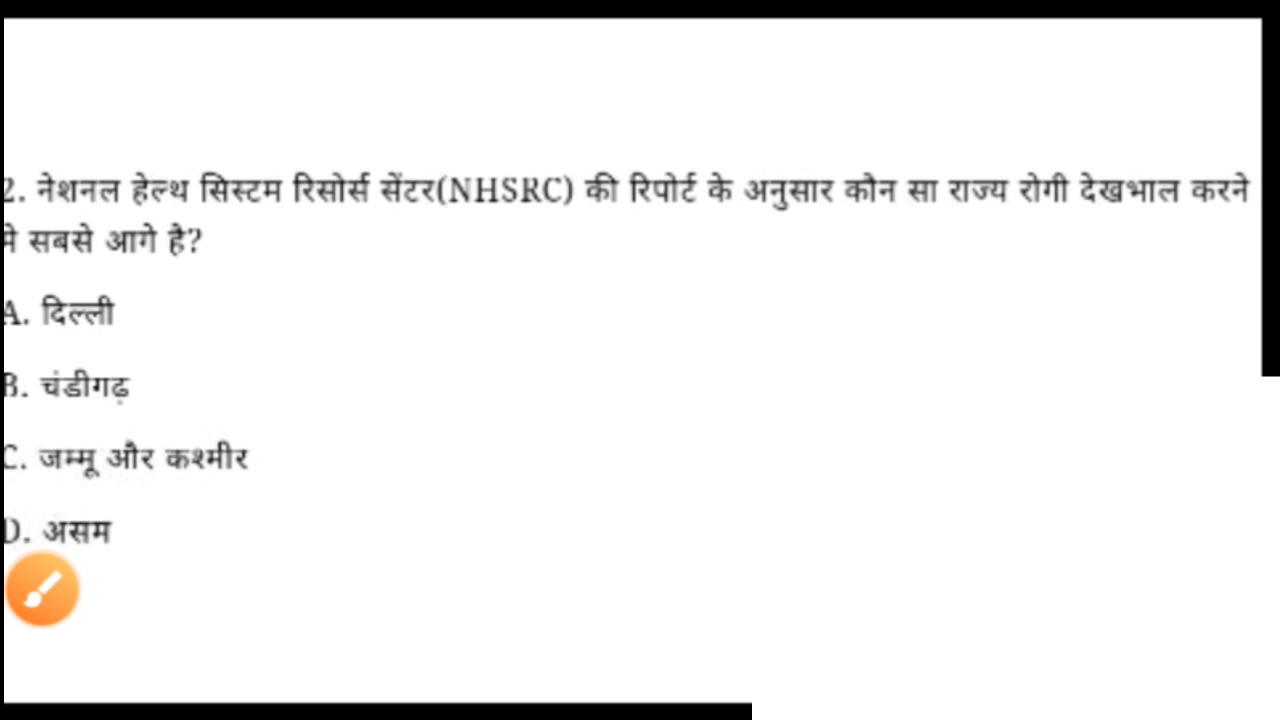 2. नेशनल हेल्थ सिस्टम रिसोर्स सेंटर(NHSRC) की रिपोर्ट के अनुसार कौन सा राज्य रोगी देखभाल करने
मे सबसे आगे है?
A. दिल्ली
B. चंडीगढ़
C. जम्मू और कश्मीर
D. असम